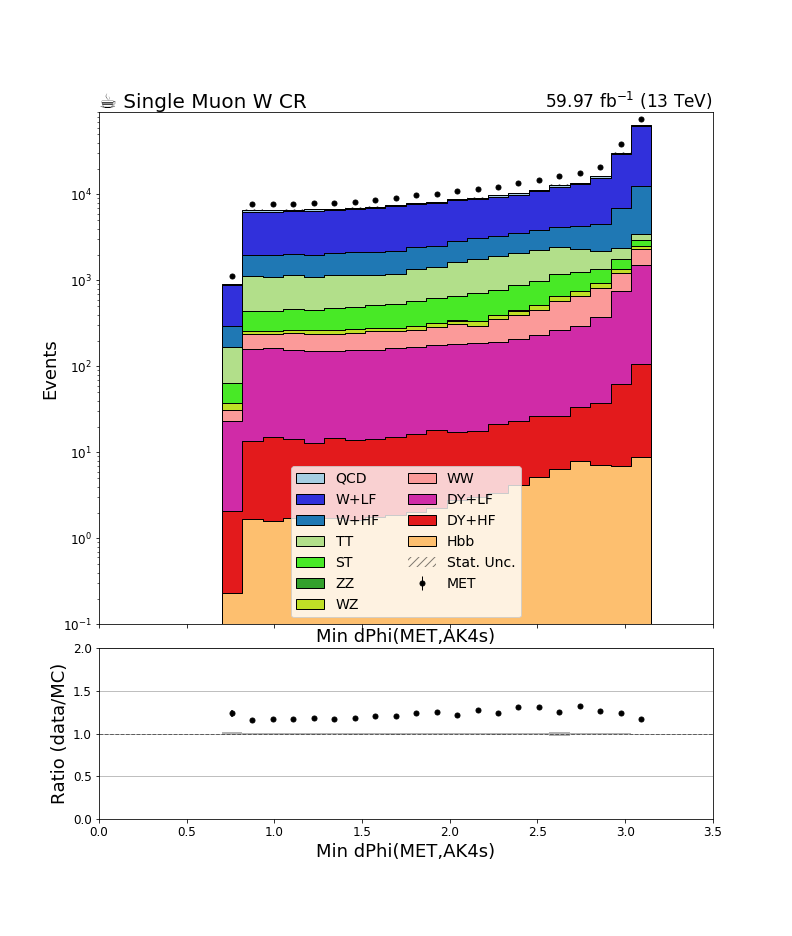 ☕ Single Muon W CR 59.97 fb⁻¹ (13 TeV)
Events
10⁴
10³
10²
10¹
10⁰
10⁻¹
QCD WW
W+LF DY+LF
W+HF DY+HF
TT Hbb
ST Stat. Unc.
ZZ MET
WZ
Min dPhi(MET,AK4s)
Ratio (data/MC)
2.0
1.5
1.0
0.5
0.0
0.0 0.5 1.0 1.5 2.0 2.5 3.0 3.5
Min dPhi(MET,AK4s)